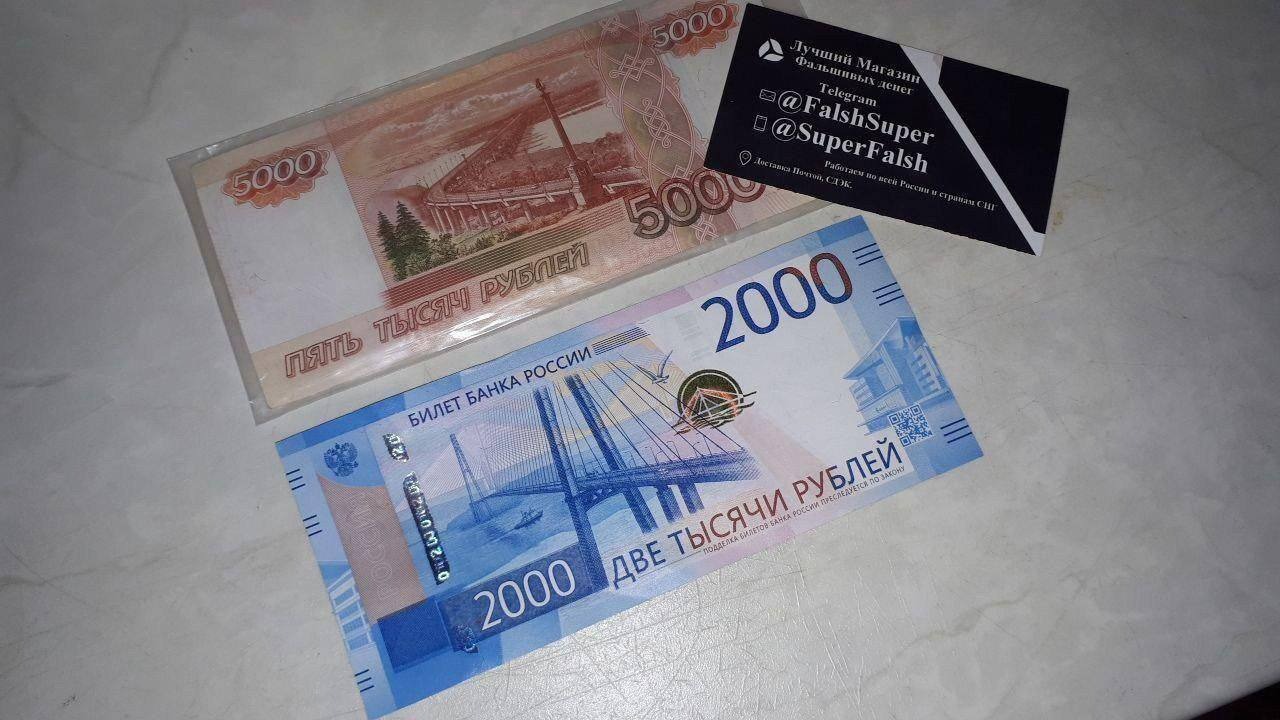 5000
5000
5000
ПЯТЬ ТЫСЯЧ РУБЛЕЙ
Лучший Магазин
Фальшивых денег
Telegram
@FalshSuper
@SuperFalsh
Работаем по всей России и странам СНГ
Доставка Почтой, СДЭК.
2000
БИЛЕТ БАНКА РОССИИ
ДВЕ ТЫСЯЧИ РУБЛЕЙ
ПОДДЕЛКА БИЛЕТОВ БАНКА РОССИИ ПРЕСЛЕДУЕТСЯ ПО ЗАКОНУ
2000